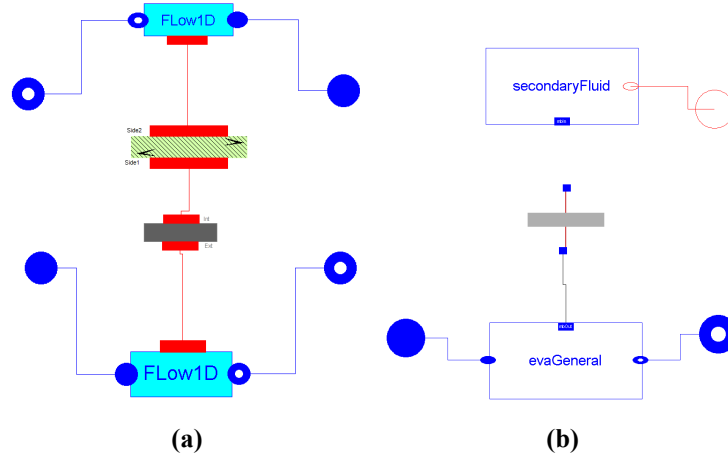 FLow1D
Side2
Side1
Int
Ext
FLow1D
(a)
secondaryFluid
evaGeneral
(b)